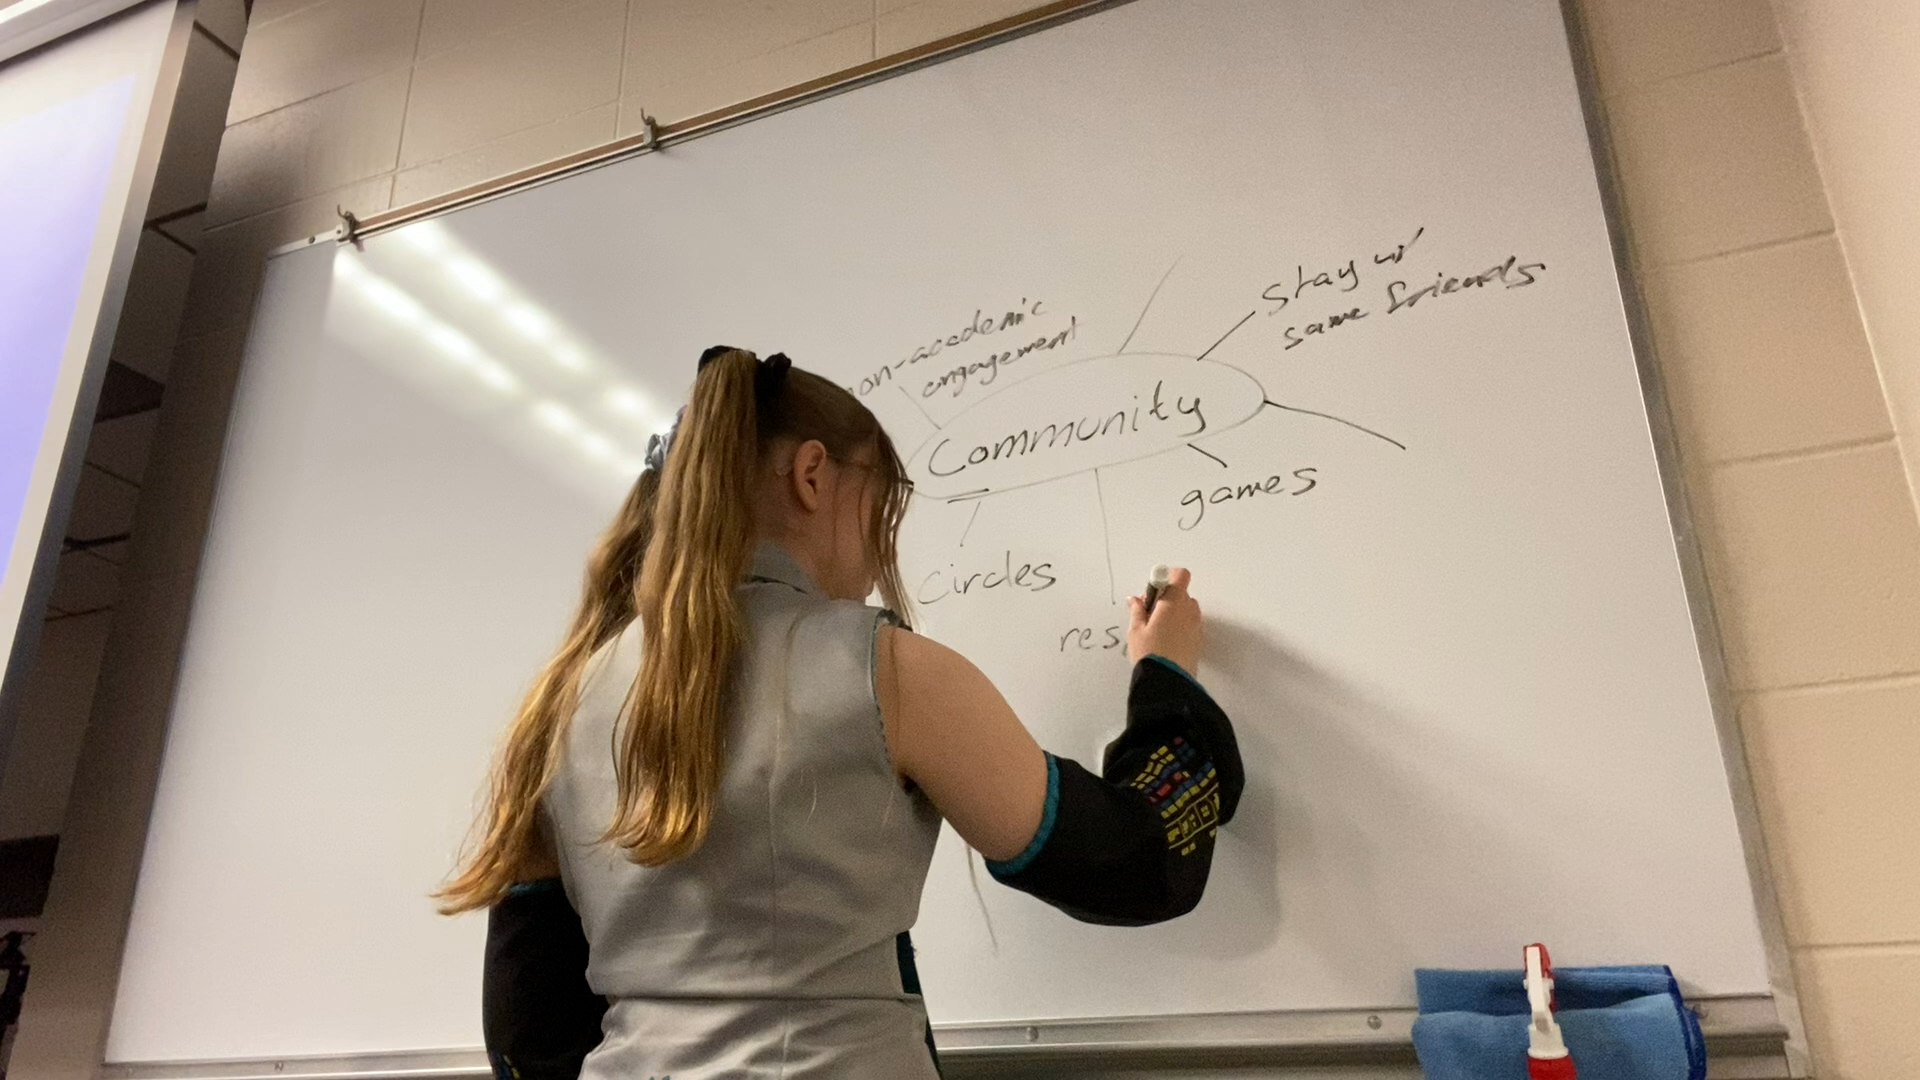 non-academic
engagement
Stay w/
same friends
Community
games
circles
res